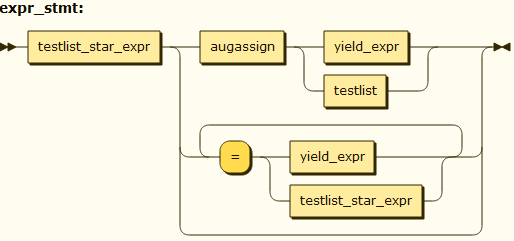 expr_stmt:
testlist_star_expr augassign yield_expr
testlist
= yield_expr
testlist_star_expr